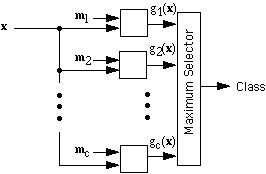 m1 g1(x)
x
m2 g2(x)
Maximum Selector
Class
mc gc(x)